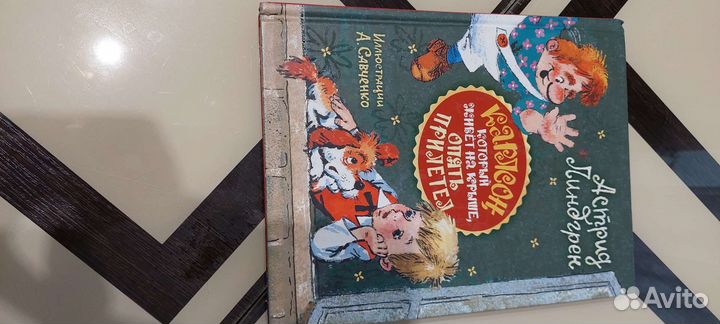 Астрид
Линдгрен
Карлсон,
который
живёт на крыше,
опять
прилетел
Иллюстрации
А. Савченко
Avito